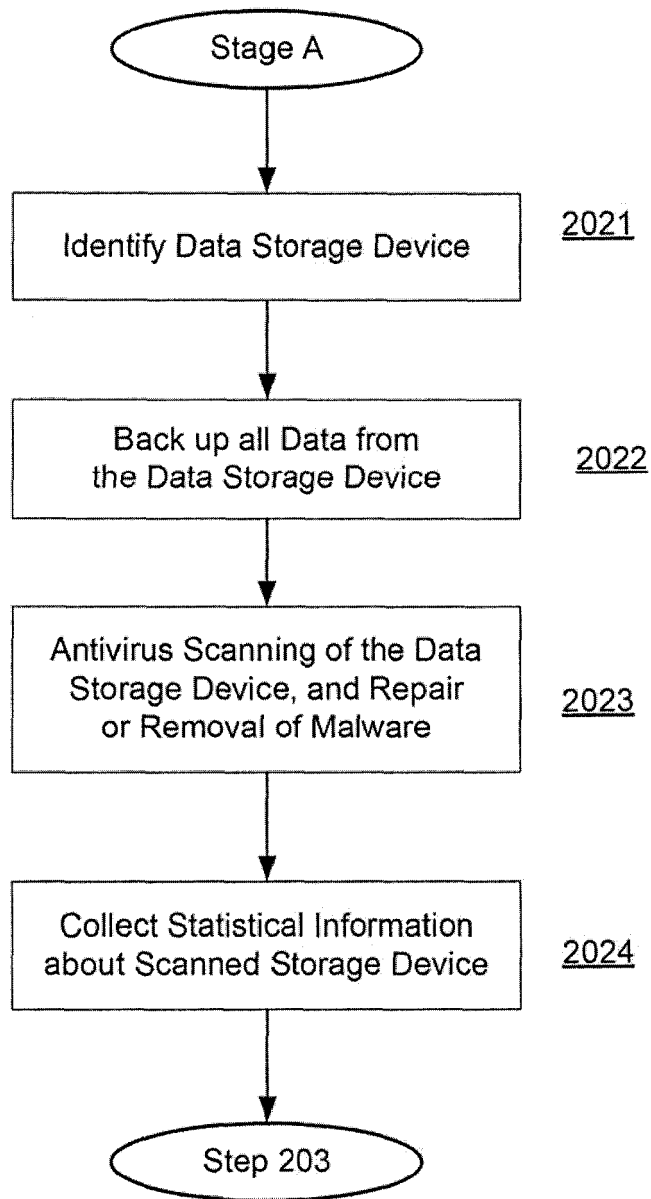 Stage A
Identify Data Storage Device
2021
Back up all Data from
the Data Storage Device
2022
Antivirus Scanning of the Data
Storage Device, and Repair
or Removal of Malware
2023
Collect Statistical Information
about Scanned Storage Device
2024
Step 203